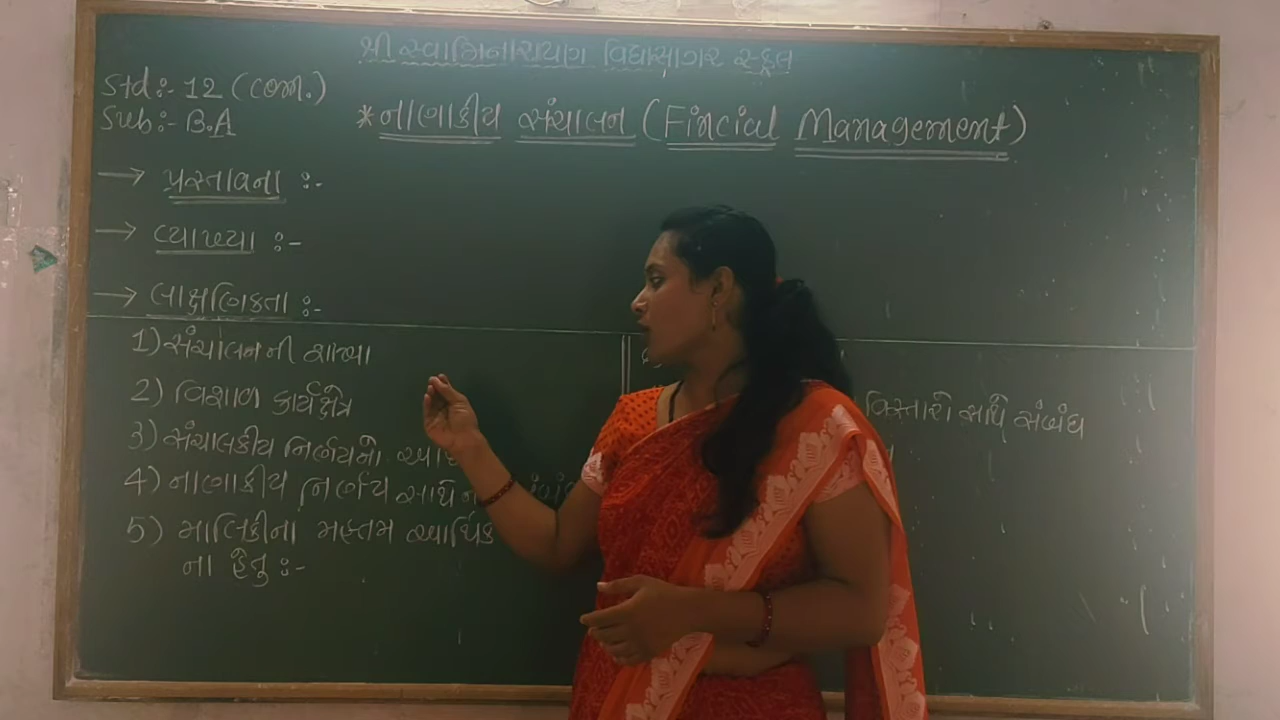 શ્રી સ્વામિનારાયણ વિદ્યાસાગર સ્કૂલ
Std:- 12 (com.)
Sub:- B.A
* નાણાકીય સંચાલન (Fincial Management)
→ પ્રસ્તાવના :-
→ વ્યાખ્યા :-
→ લાક્ષણિકતા :-
1) સંચાલનની શાખા
2) વિશાળ કાર્યક્ષેત્ર
3) સંચાલકીય નિર્ણયનો
4) નાણાકીય નિર્ણય સાથે
5) માલિકીના મહત્તમ આર્થિક
ના હેતુ :-
વિસ્તારો સાથે સંબંધ